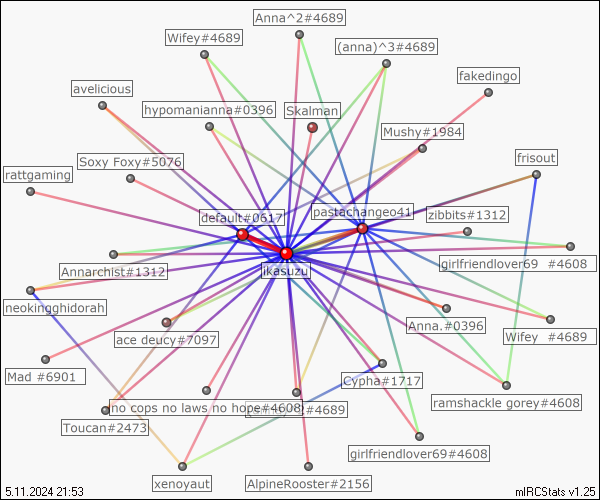 Anna^2#4689
Wifey#4689
(anna)^3#4689
fakedingo
avelicious
hypomanianna#0396
Skalman
Mushy#1984
frisout
Soxy Foxy#5076
rattgaming
default#0617
pastachangeo41
zibbits#1312
Annarchist#1312
ikasuzu
girlfriendlover69 #4608
neokingghidorah
ace deucy#7097
Anna.#0396
Wifey #4689
Mad #6901
Cypha#1717
no cops no laws no hope#4608
#4689
ramshackle gorey#4608
Toucan#2473
girlfriendlover69#4608
xenoyaut
AlpineRooster#2156
5.11.2024 21:53
mIRCStats v1.25